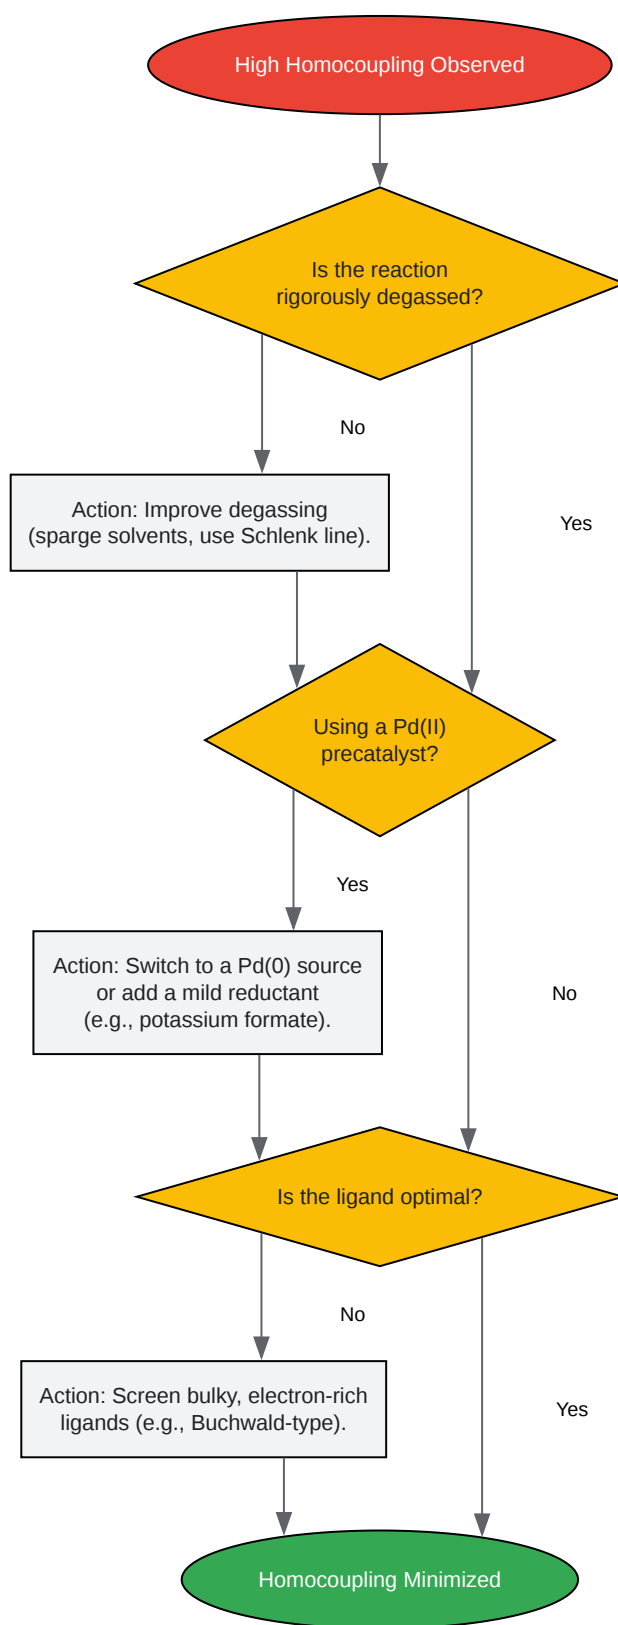 High Homocoupling Observed
Is the reaction
rigorously degassed?
No
Action: Improve degassing
(sparge solvents, use Schlenk line).
Yes
Using a Pd(II)
precatalyst?
Yes
Action: Switch to a Pd(0) source
or add a mild reductant
(e.g., potassium formate).
No
Is the ligand optimal?
No
Action: Screen bulky, electron-rich
ligands (e.g., Buchwald-type).
Yes
Homocoupling Minimized